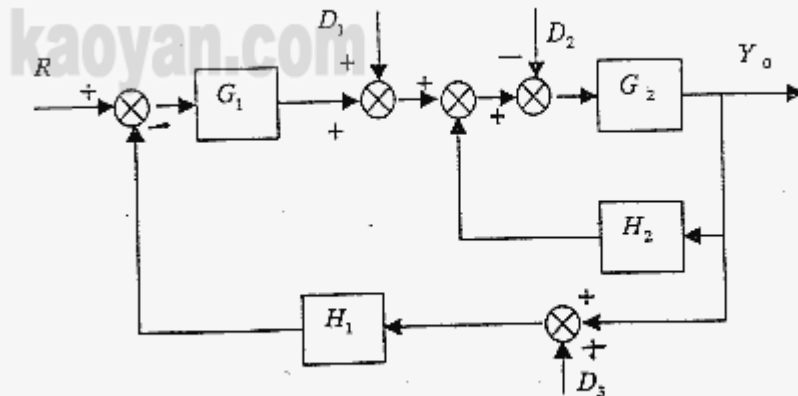 kaoyan.com
D₁
D₂
R
G₁
G₂
Y₀
+
−
+
+
+
+
−
H₂
H₁
+
+
D₃